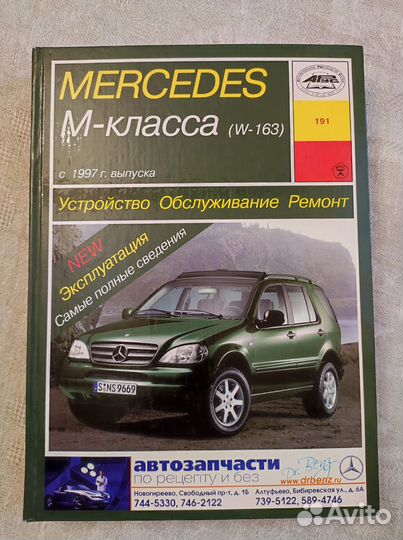 MERCEDES
М-класса (W-163)
191
с 1997 г. выпуска
Устройство Обслуживание Ремонт
NEW
Эксплуатация
Самые полные сведения
S:NS 9669
автозапчасти
по рецепту и без
Dr. Benz
www.drbenz.ru
Новогиреево, Свободный пр-т, д. 1Б
744-5330, 746-2122
Алтуфьево, Бибиревская ул., д. 6А
739-5122, 589-4746
Avito